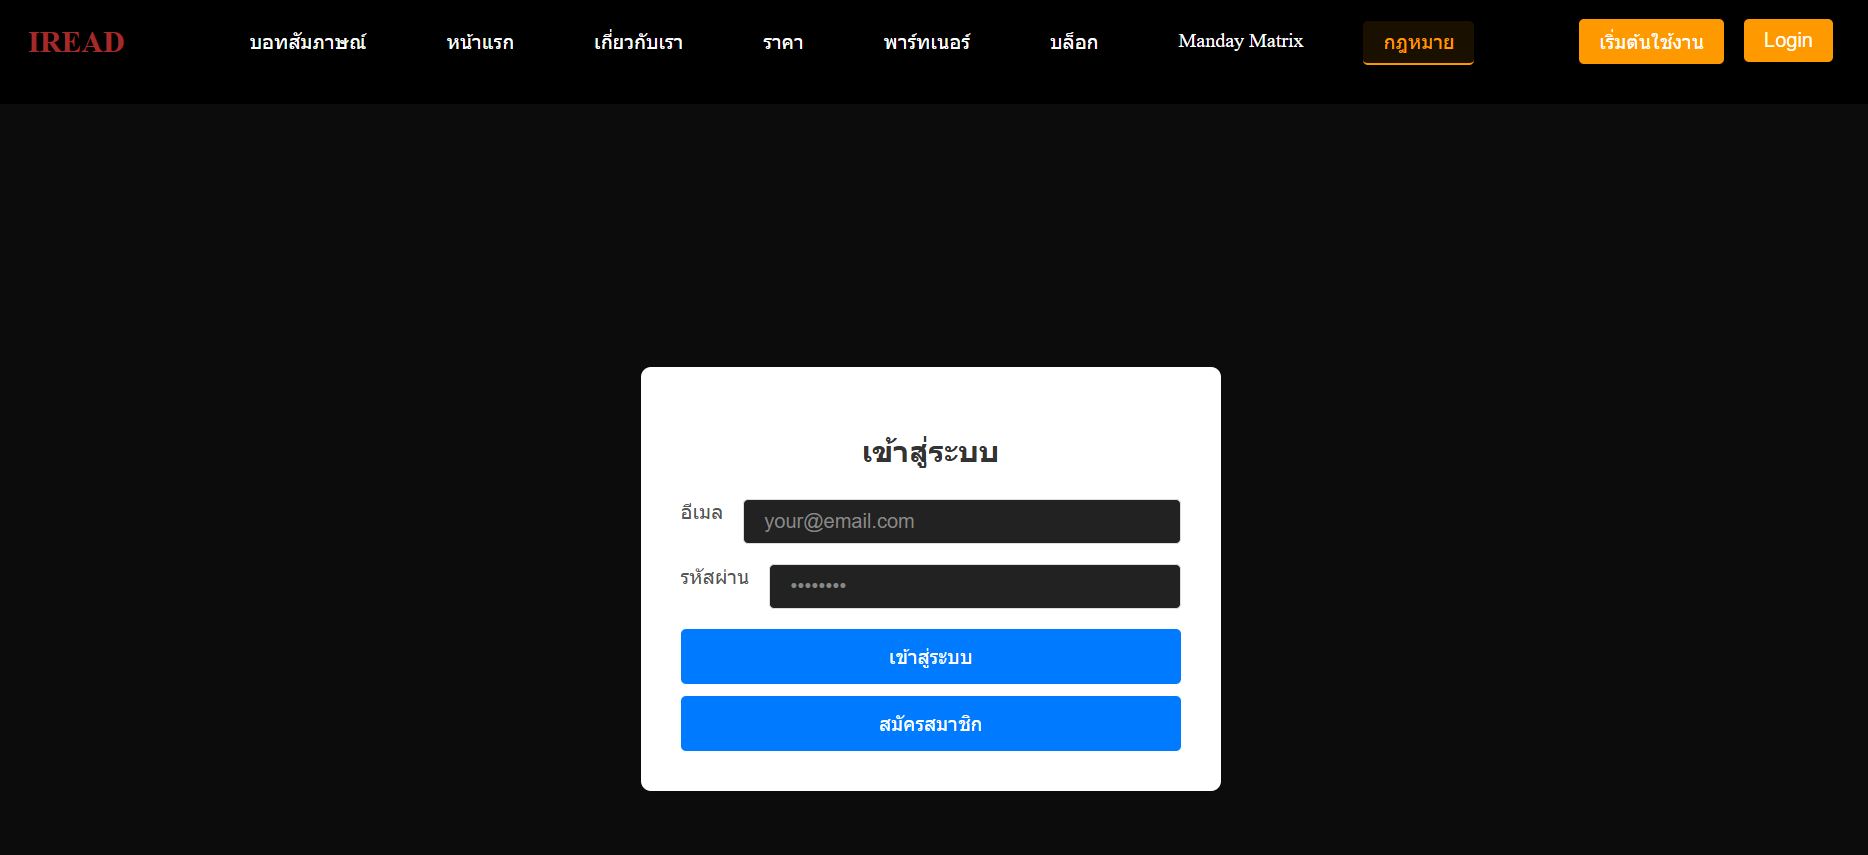 IREAD
บอทสัมภาษณ์
หน้าแรก
เกี่ยวกับเรา
ราคา
พาร์ทเนอร์
บล็อก
Manday Matrix
กฎหมาย
เริ่มต้นใช้งาน
Login
เข้าสู่ระบบ
อีเมล
your@email.com
รหัสผ่าน
••••••••
เข้าสู่ระบบ
สมัครสมาชิก